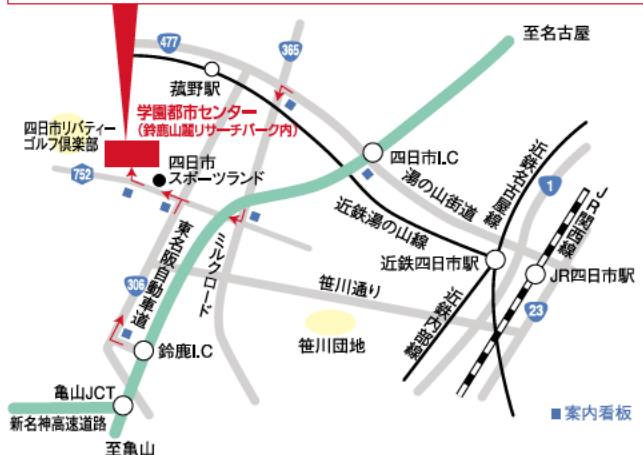 至名古屋
477
365
菰野駅
学園都市センター
（鈴鹿山麓リサーチパーク内）
四日市リバティー
ゴルフ倶楽部
四日市
スポーツランド
752
四日市I.C
湯の山街道
近鉄名古屋線
1
JR関西線
近鉄湯の山線
近鉄四日市駅
JR四日市駅
東名阪自動車道
ミルクロード
306
笹川通り
近鉄内部線
23
笹川団地
鈴鹿I.C
亀山JCT
新名神高速道路
至亀山
■案内看板